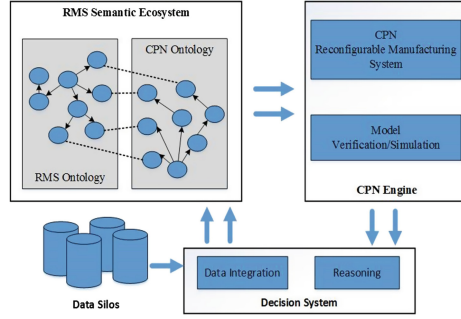 RMS Semantic Ecosystem
CPN Ontology
RMS Ontology
CPN
Reconfigurable Manufacturing
System
Model
Verification/Simulation
CPN Engine
Data Silos
Data Integration
Reasoning
Decision System